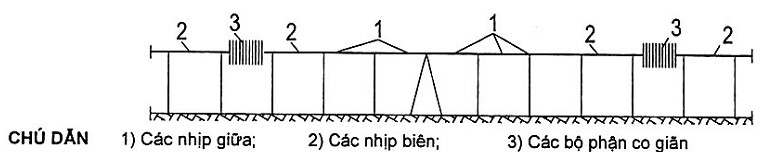 2 3 2 1 1 2 3 2
CHÚ DẪN 1) Các nhịp giữa; 2) Các nhịp biên; 3) Các bộ phận co giãn